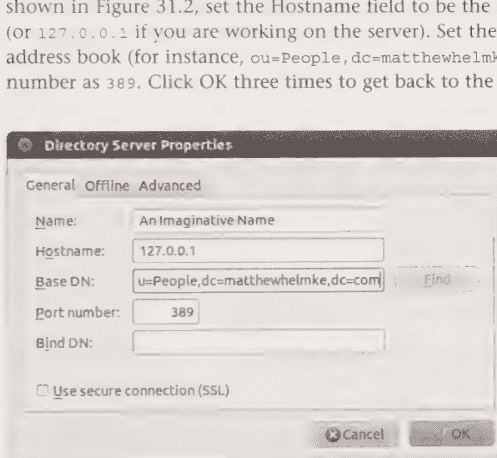 shown in Figure 31.2, set the Hostname field to be the
(or 127.0.0.1 if you are working on the server). Set the
address book (for instance, ou=People,dc=matthewhelmk
number as 389. Click OK three times to get back to the
Directory Server Properties
General Offline Advanced
Name: An Imaginative Name
Hostname: 127.0.0.1
Base DN: u=People,dc=matthewhelmke,dc=com Find
Port number: 389
Bind DN:
Use secure connection (SSL)
Cancel OK